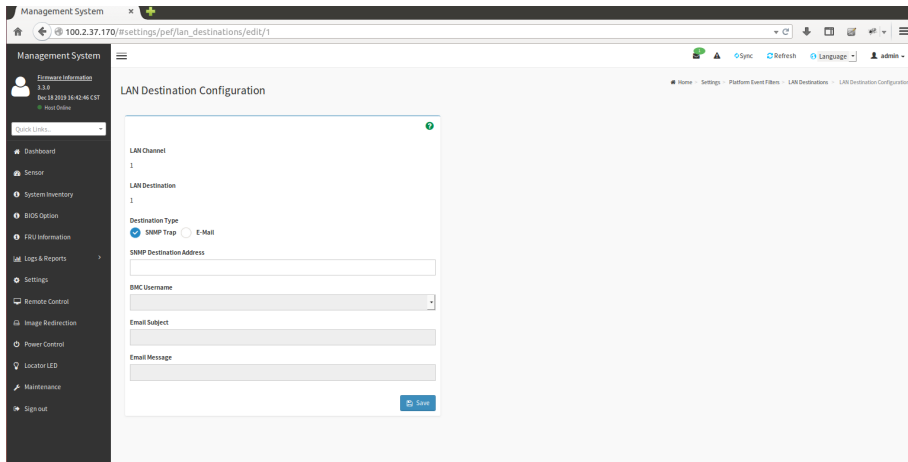 Management System
100.2.37.170/#settings/pef/lan_destinations/edit/1
Management System
1
Sync
Refresh
Language
admin
Firmware Information
3.3.0
Dec 18 2019 16:42:46 CST
Host Online
Home - Settings - Platform Event Filters - LAN Destinations - LAN Destination Configuration
LAN Destination Configuration
Quick Links..
Dashboard
Sensor
System Inventory
BIOS Option
FRU Information
Logs & Reports
Settings
Remote Control
Image Redirection
Power Control
Locator LED
Maintenance
Sign out
LAN Channel
1
LAN Destination
1
Destination Type
SNMP Trap E-Mail
SNMP Destination Address
BMC Username
Email Subject
Email Message
Save